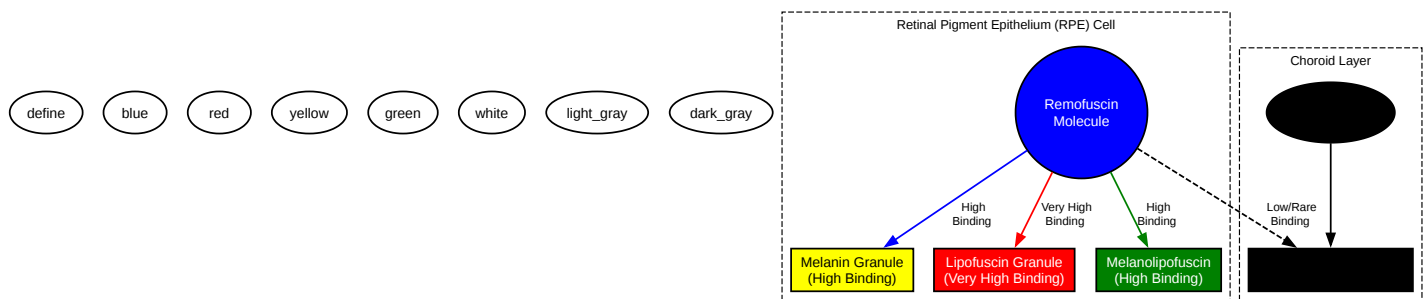 define
blue
red
yellow
green
white
light_gray
dark_gray
Retinal Pigment Epithelium (RPE) Cell
Choroid Layer
Remofuscin
Molecule
High
Binding
Very High
Binding
High
Binding
Low/Rare
Binding
Melanin Granule
(High Binding)
Lipofuscin Granule
(Very High Binding)
Melanolipofuscin
(High Binding)